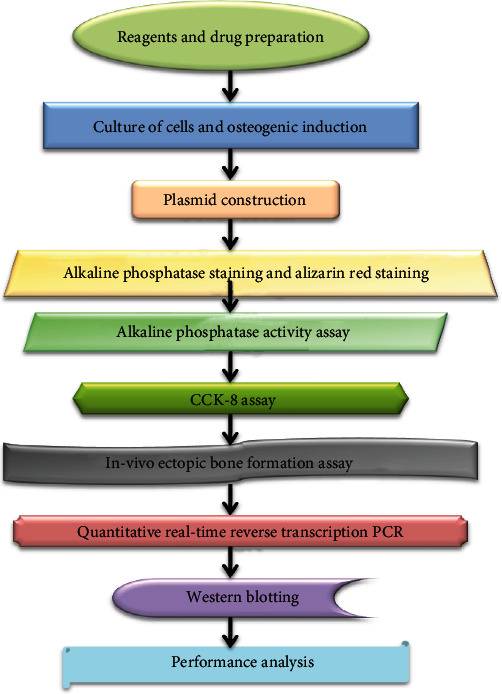 Reagents and drug preparation
Culture of cells and osteogenic induction
Plasmid construction
Alkaline phosphatase staining and alizarin red staining
Alkaline phosphatase activity assay
CCK-8 assay
In-vivo ectopic bone formation assay
Quantitative real-time reverse transcription PCR
Western blotting
Performance analysis